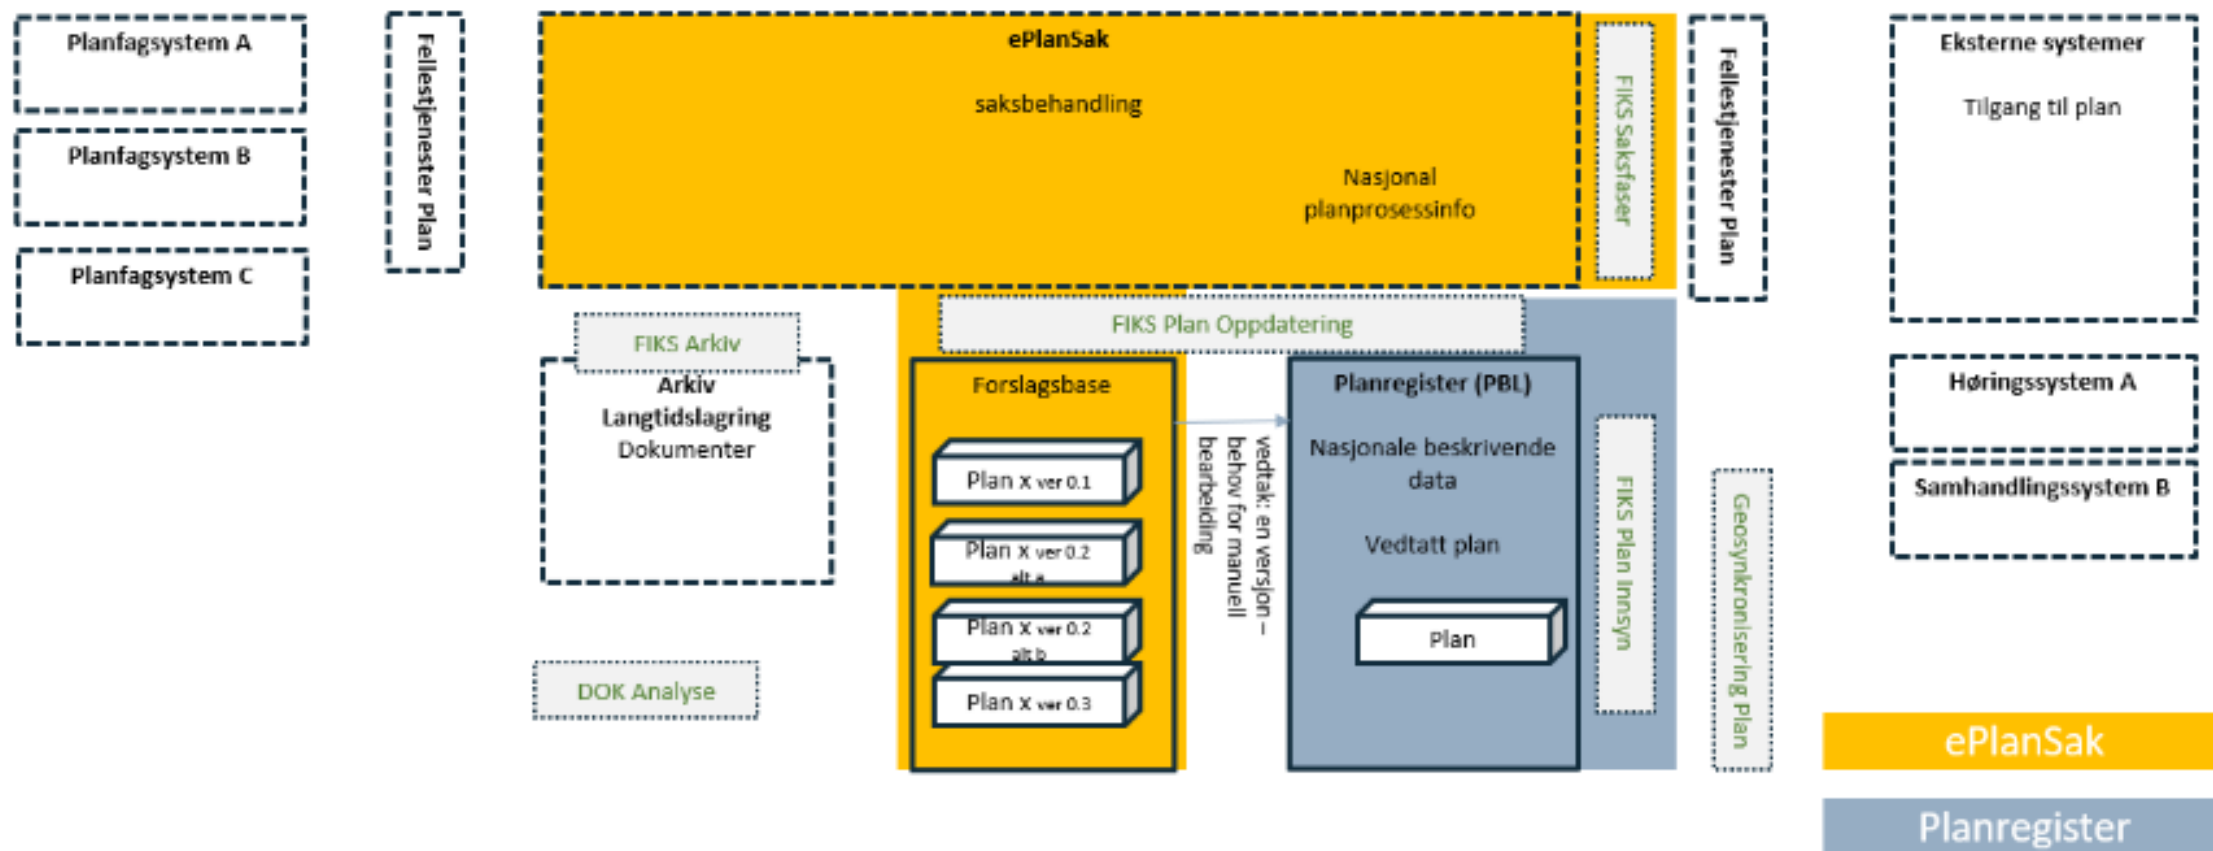 Planfagsystem A
Planfagsystem B
Planfagsystem C
Fellestjenester Plan
ePlanSak
saksbehandling
Nasjonal
planprosessinfo
FIKS Saksfaser
Fellestjenester Plan
Eksterne systemer
Tilgang til plan
FIKS Arkiv
Arkiv
Langtidslagring
Dokumenter
DOK Analyse
FIKS Plan Oppdatering
Forslagsbase
Plan x ver 0.1
Plan x ver 0.2
alt a
Plan x ver 0.2
alt b
Plan x ver 0.3
vedtak: en versjon –
behov for manuell
bearbeiding
Planregister (PBL)
Nasjonale beskrivende
data
Vedtatt plan
Plan
FIKS Plan Innsyn
Geosynkronisering Plan
Høringssystem A
Samhandlingssystem B
ePlanSak
Planregister